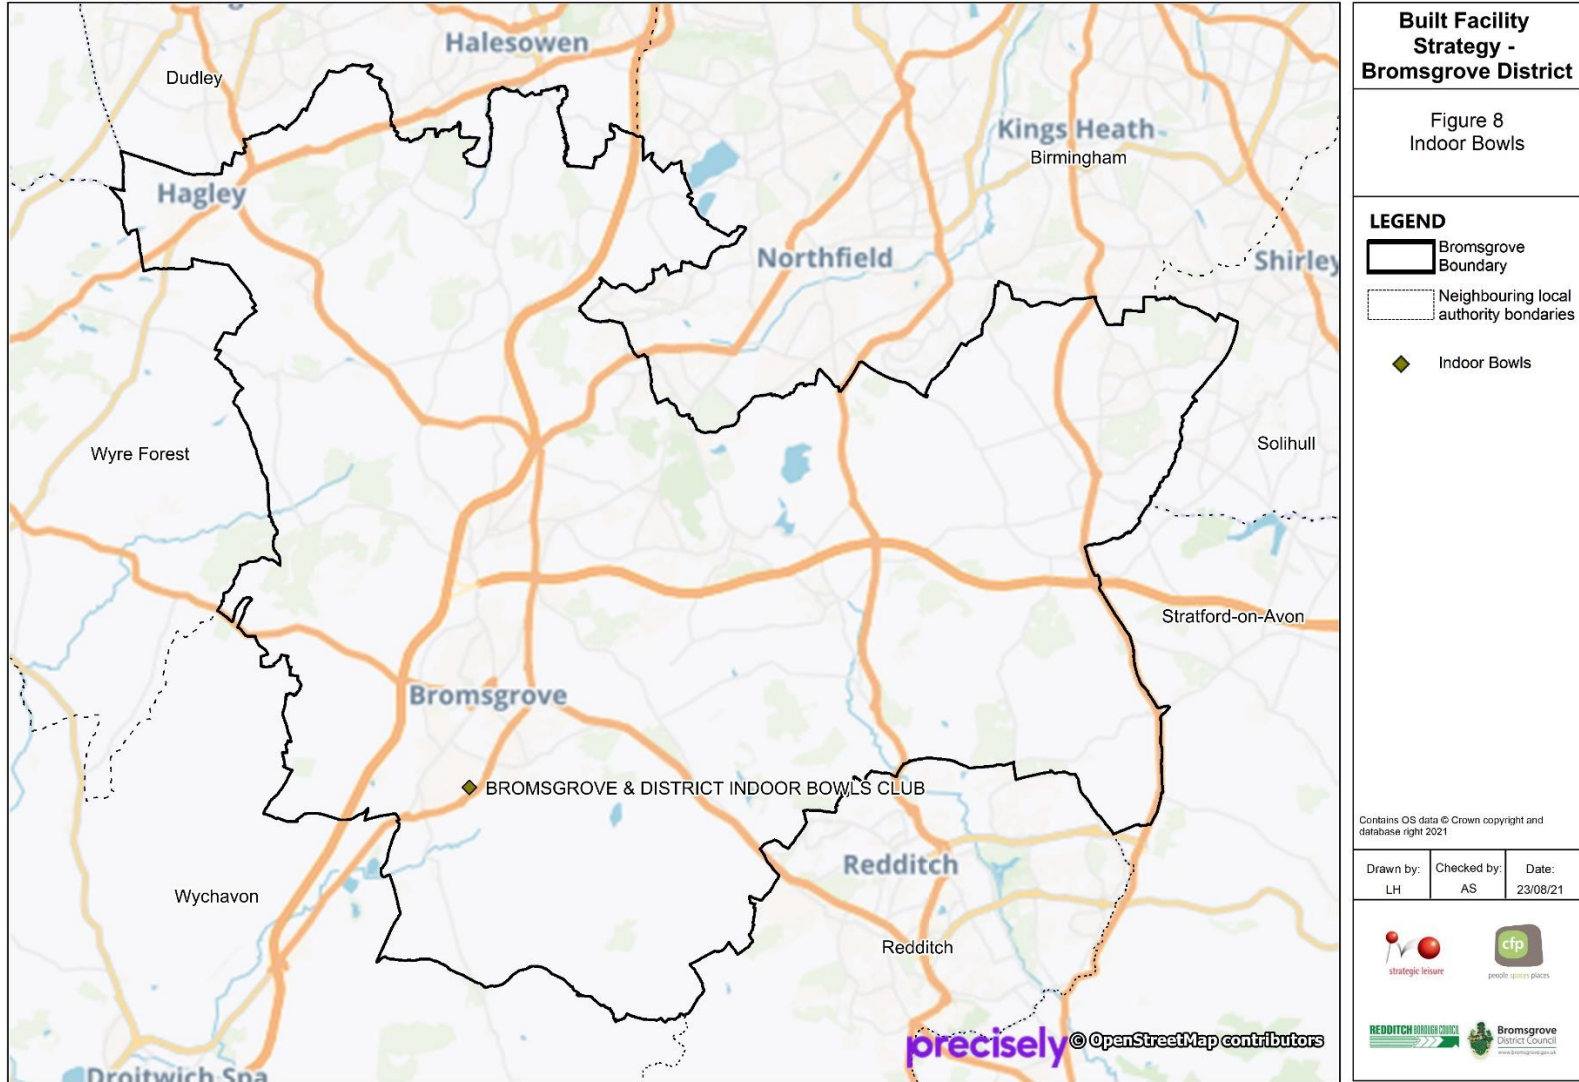 Halesowen
Dudley
Kings Heath
Birmingham
Hagley
Northfield
Shirley
Wyre Forest
Solihull
Stratford-on-Avon
Bromsgrove
BROMSGROVE & DISTRICT INDOOR BOWLS CLUB
Redditch
Wychavon
Redditch
Droitwich Spa
precisely © OpenStreetMap contributors
Built Facility
Strategy -
Bromsgrove District
Figure 8
Indoor Bowls
LEGEND
Bromsgrove
Boundary
Neighbouring local
authority bondaries
Indoor Bowls
Contains OS data © Crown copyright and
database right 2021
Drawn by:
LH
Checked by:
AS
Date:
23/08/21
strategic leisure
cfp
people spaces places
REDDITCH BOROUGH COUNCIL
Bromsgrove
District Council
www.bromsgrove.gov.uk